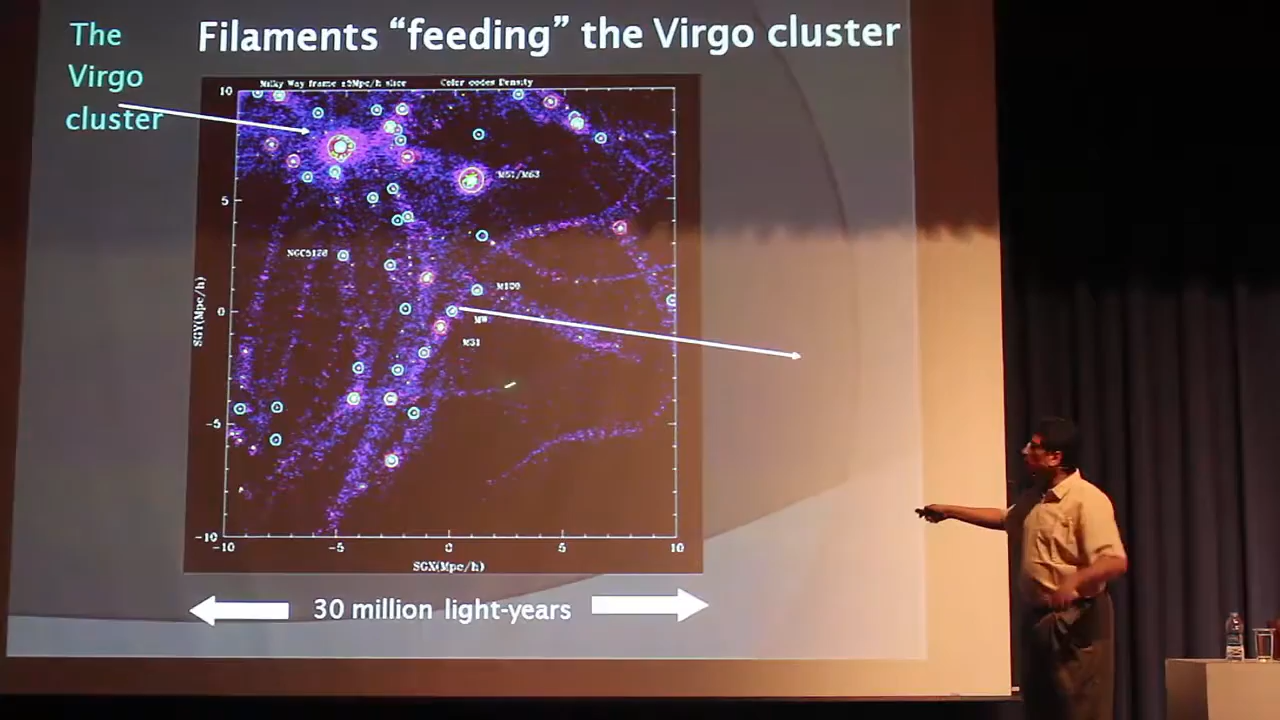 The
Virgo
cluster
Filaments “feeding” the Virgo cluster
Milky Way frame ±5Mpc/h slice Color codes Density
10
5
0
-5
-10
SGY(Mpc/h)
M51/M63
NGC5128
M100
MW
M31
-10 -5 0 5 10
SGX(Mpc/h)
30 million light-years